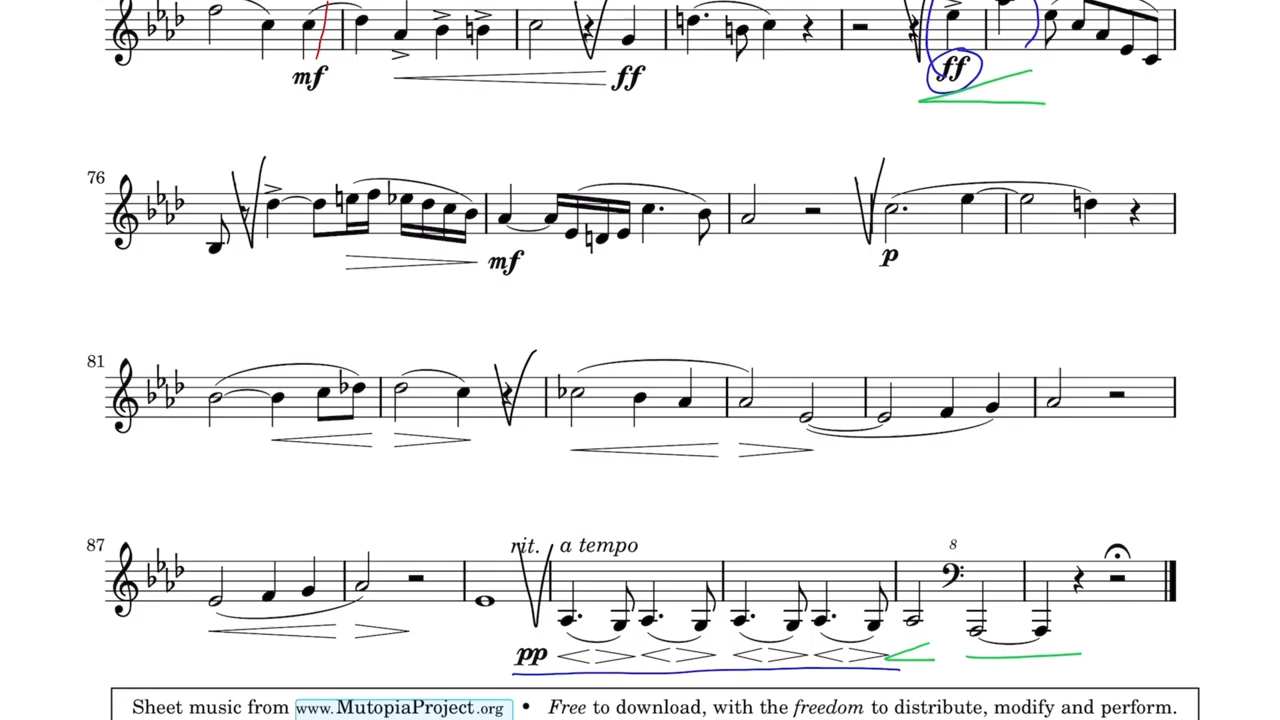 mf ff ff
76
mf p
81
87 rit. a tempo 8
pp
Sheet music from www.MutopiaProject.org • Free to download, with the freedom to distribute, modify and perform.